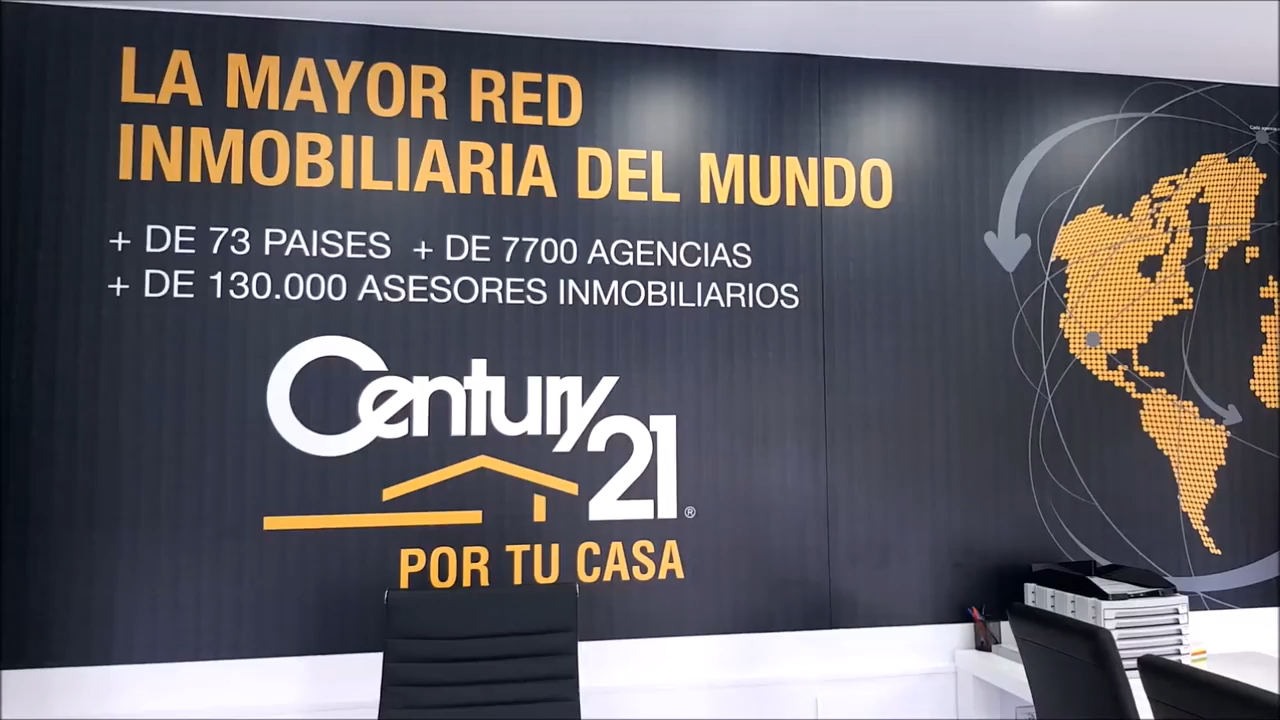 LA MAYOR RED
INMOBILIARIA DEL MUNDO
+ DE 73 PAISES + DE 7700 AGENCIAS
+ DE 130.000 ASESORES INMOBILIARIOS
Century
21®
POR TU CASA